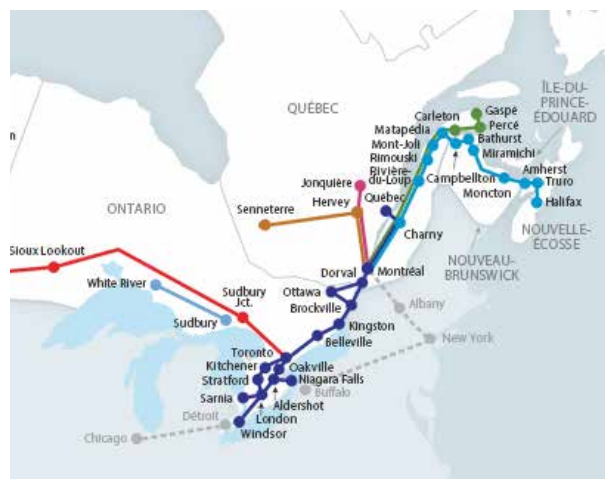 QUÉBEC
ÎLE-DU-
PRINCE-
ÉDOUARD
Gaspé
Carleton
Percé
Matapédia
Bathurst
Mont-Joli
Miramichi
Rimouski
Rivière-
du-Loup
Campbellton
Amherst
Jonquière
Truro
Moncton
Québec
Hervey
Senneterre
Halifax
ONTARIO
Charny
NOUVELLE-
ÉCOSSE
NOUVEAU-
BRUNSWICK
n
Sioux Lookout
Dorval
Montréal
White River
Ottawa
Sudbury
Jct.
Albany
Brockville
Sudbury
Kingston
New York
Belleville
Toronto
Kitchener
Oakville
Stratford
Niagara Falls
Buffalo
Sarnia
Aldershot
Détroit
London
Windsor
Chicago